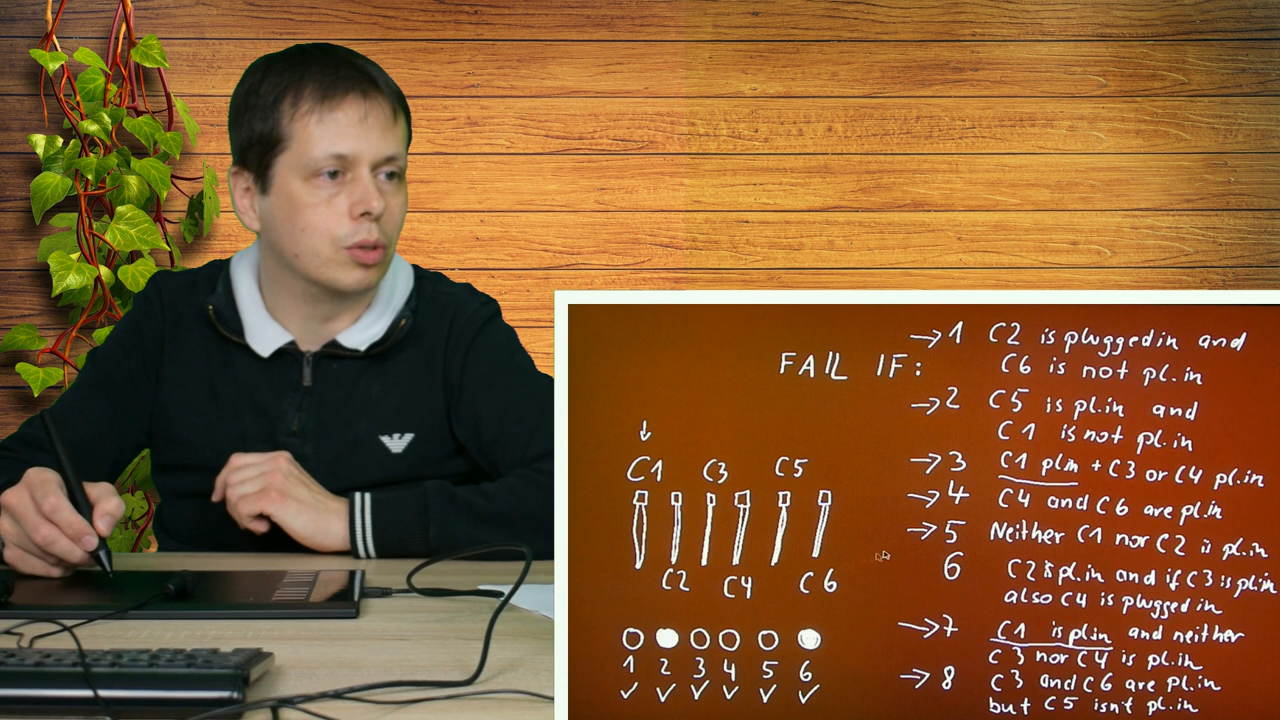 FAIL IF:
→ 1 C2 is plugged in and
C6 is not pl.in
→ 2 C5 is pl.in and
C1 is not pl.in
→ 3 C1 pl.in + C3 or C4 pl.in
→ 4 C4 and C6 are pl.in
→ 5 Neither C1 nor C2 is pl.in
6 C2 is pl.in and if C3 is pl.in
also C4 is plugged in
→ 7 C1 is pl.in and neither
C3 nor C4 is pl.in
→ 8 C3 and C6 are pl.in
but C5 isn't pl.in
↓
C1 C3 C5
C2 C4 C6
1 2 3 4 5 6
✓ ✓ ✓ ✓ ✓ ✓